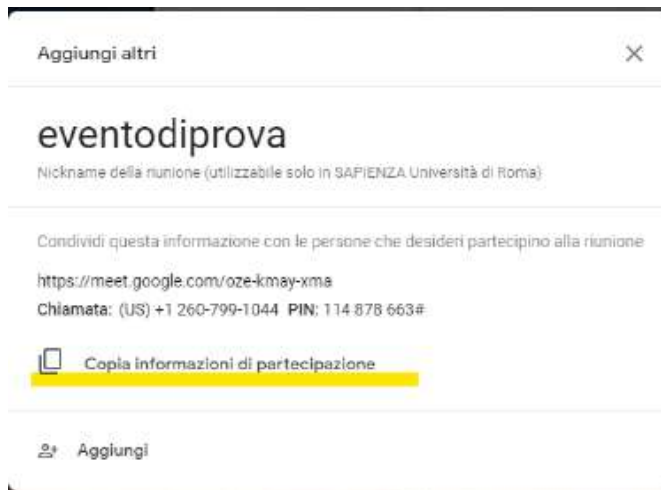 Aggiungi altri
eventodiprova
Nickname della riunione (utilizzabile solo in SAPIENZA Università di Roma)
Condividi questa informazione con le persone che desideri partecipino alla riunione
https://meet.google.com/oze-kmay-xma
Chiamata: (US) +1 260-799-1044 PIN: 114 878 663#
Copia informazioni di partecipazione
Aggiungi